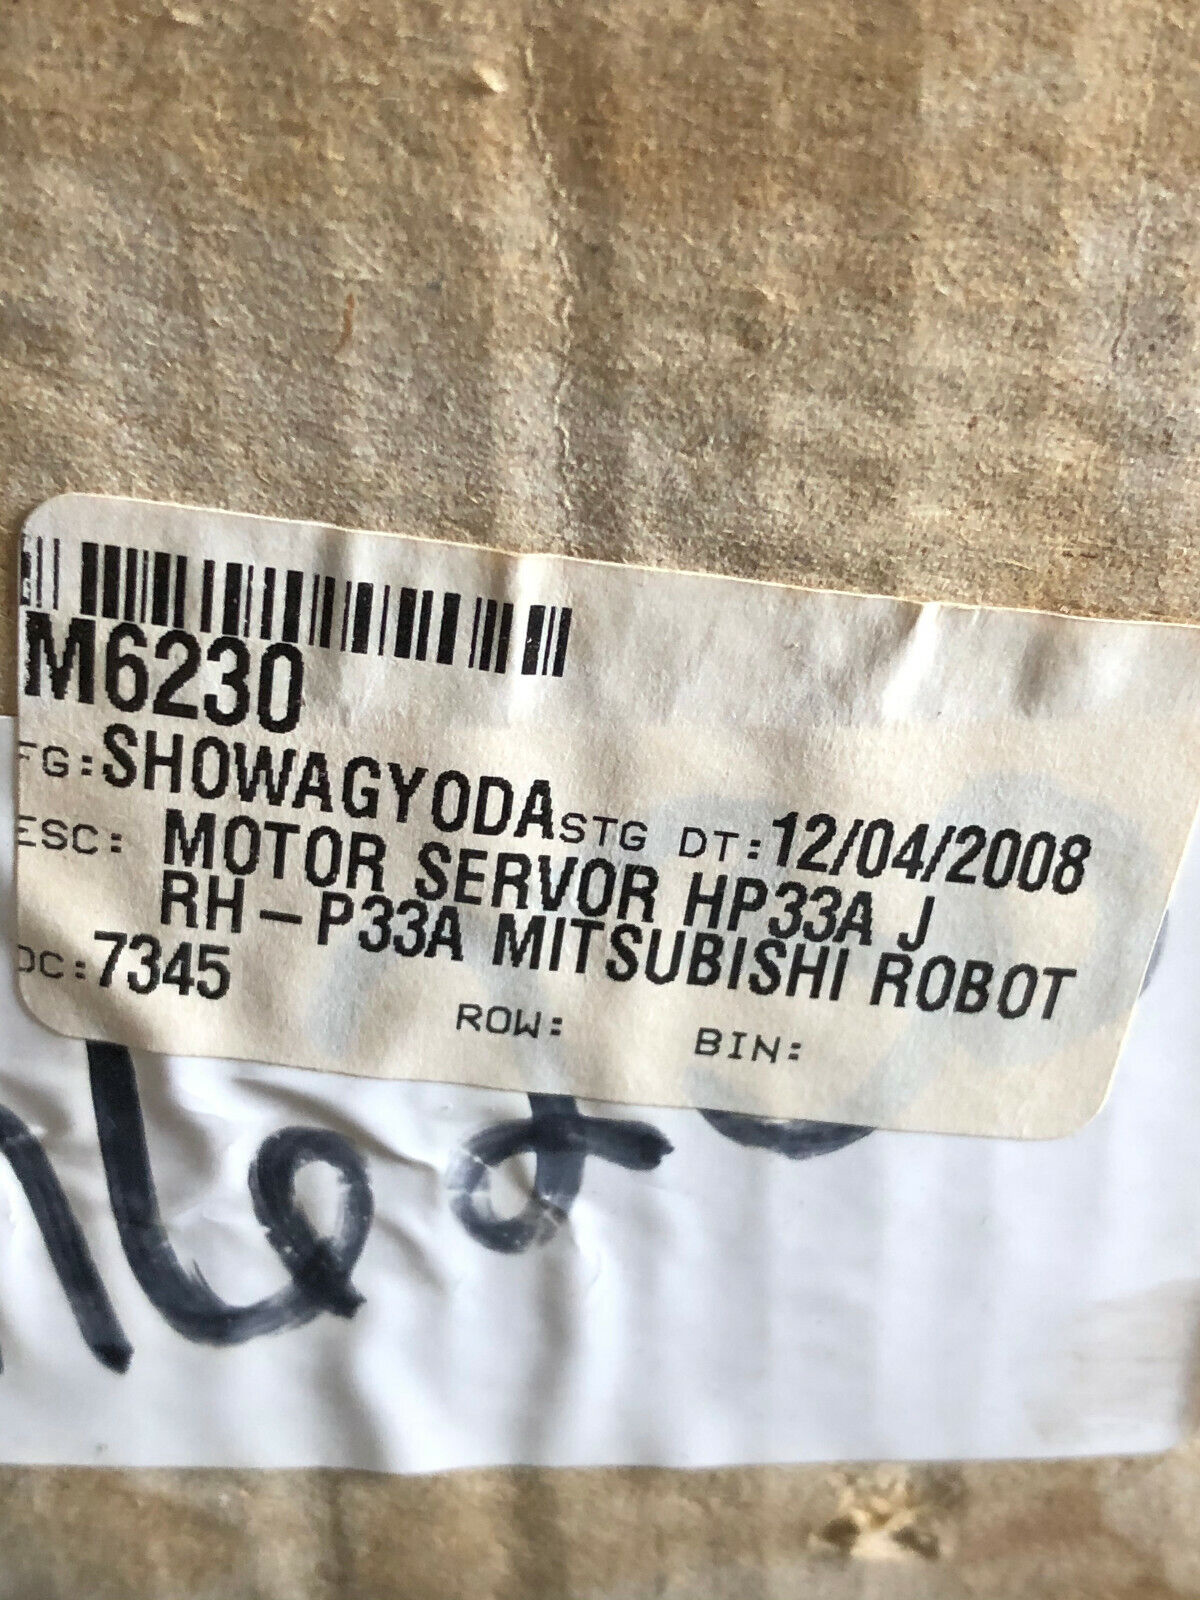 M6230
FG:SHOWAGYODA STG DT:12/04/2008
ESC: MOTOR SERVOR HP33A J
RH-P33A MITSUBISHI ROBOT
OC:7345
ROW: BIN: